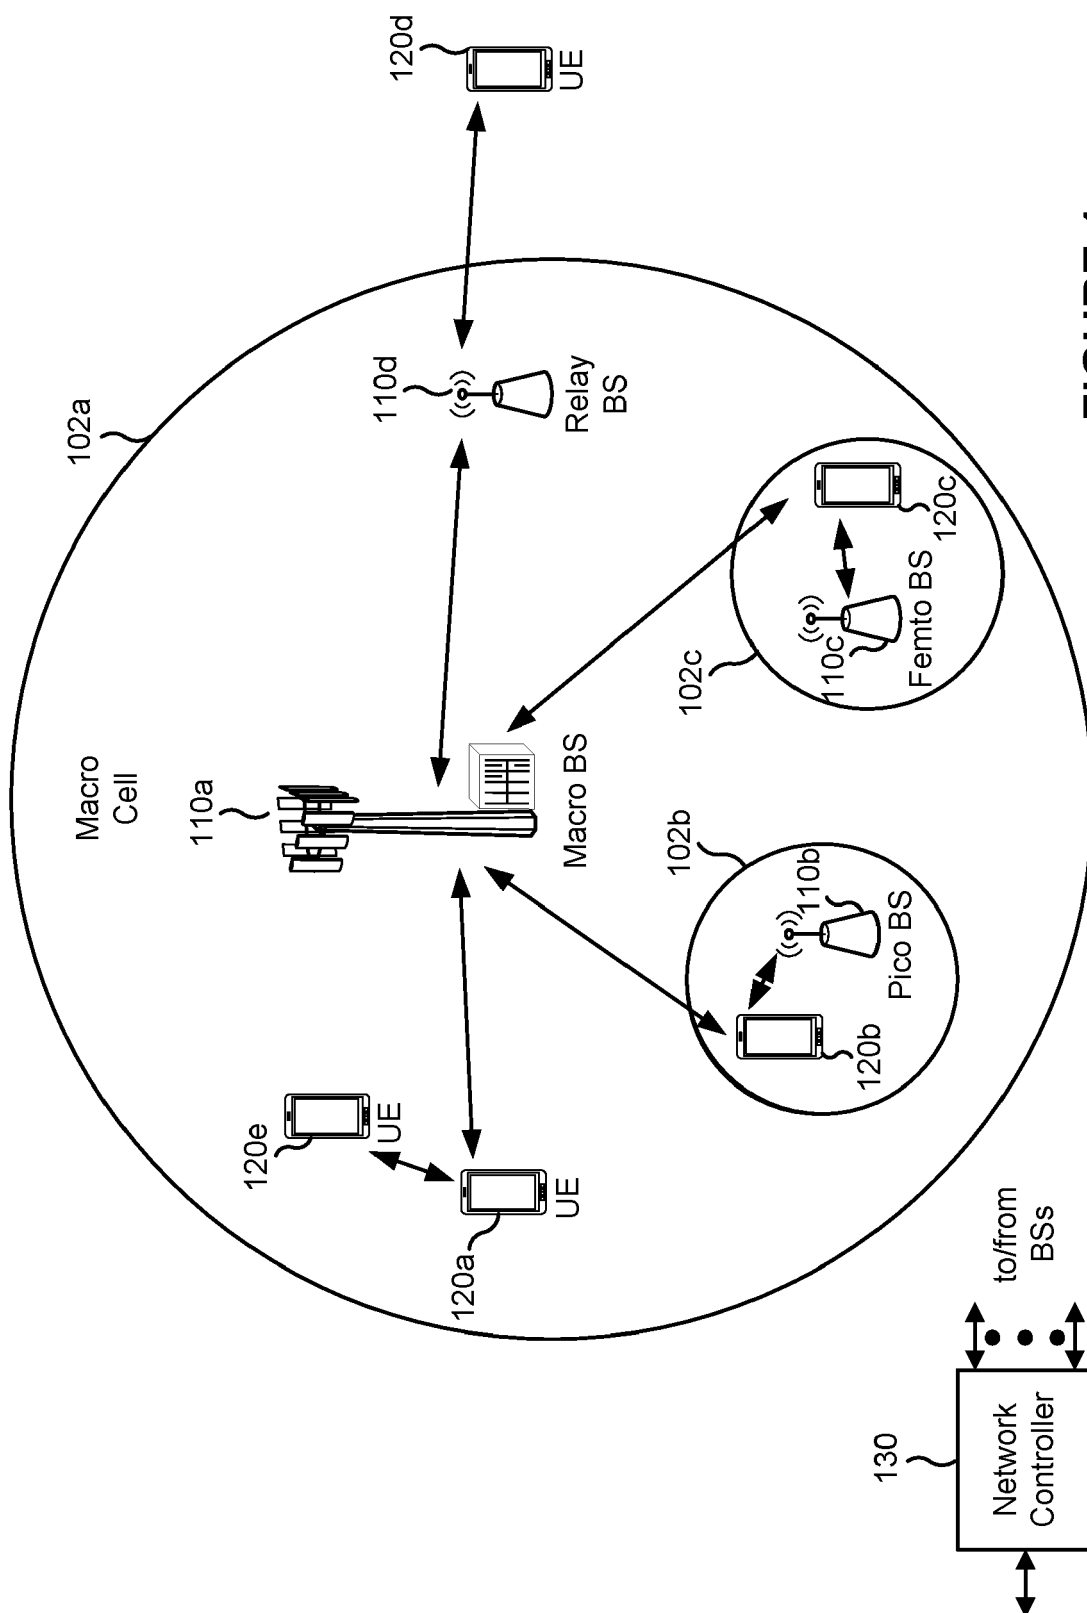 102a
Macro
Cell
110a
120e
UE
110d
120d
120a
UE
Macro BS
Relay
BS
UE
102b
102c
110b
110c
120b
130
Pico BS
Femto BS
120c
to/from
BSs
Network
Controller
FIGURE